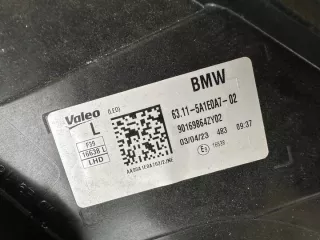 Valeo
(LED)
BMW
L
63.11-5A1E0A7-02
90169864ZY02
03/04/23 483 09:37
LHD